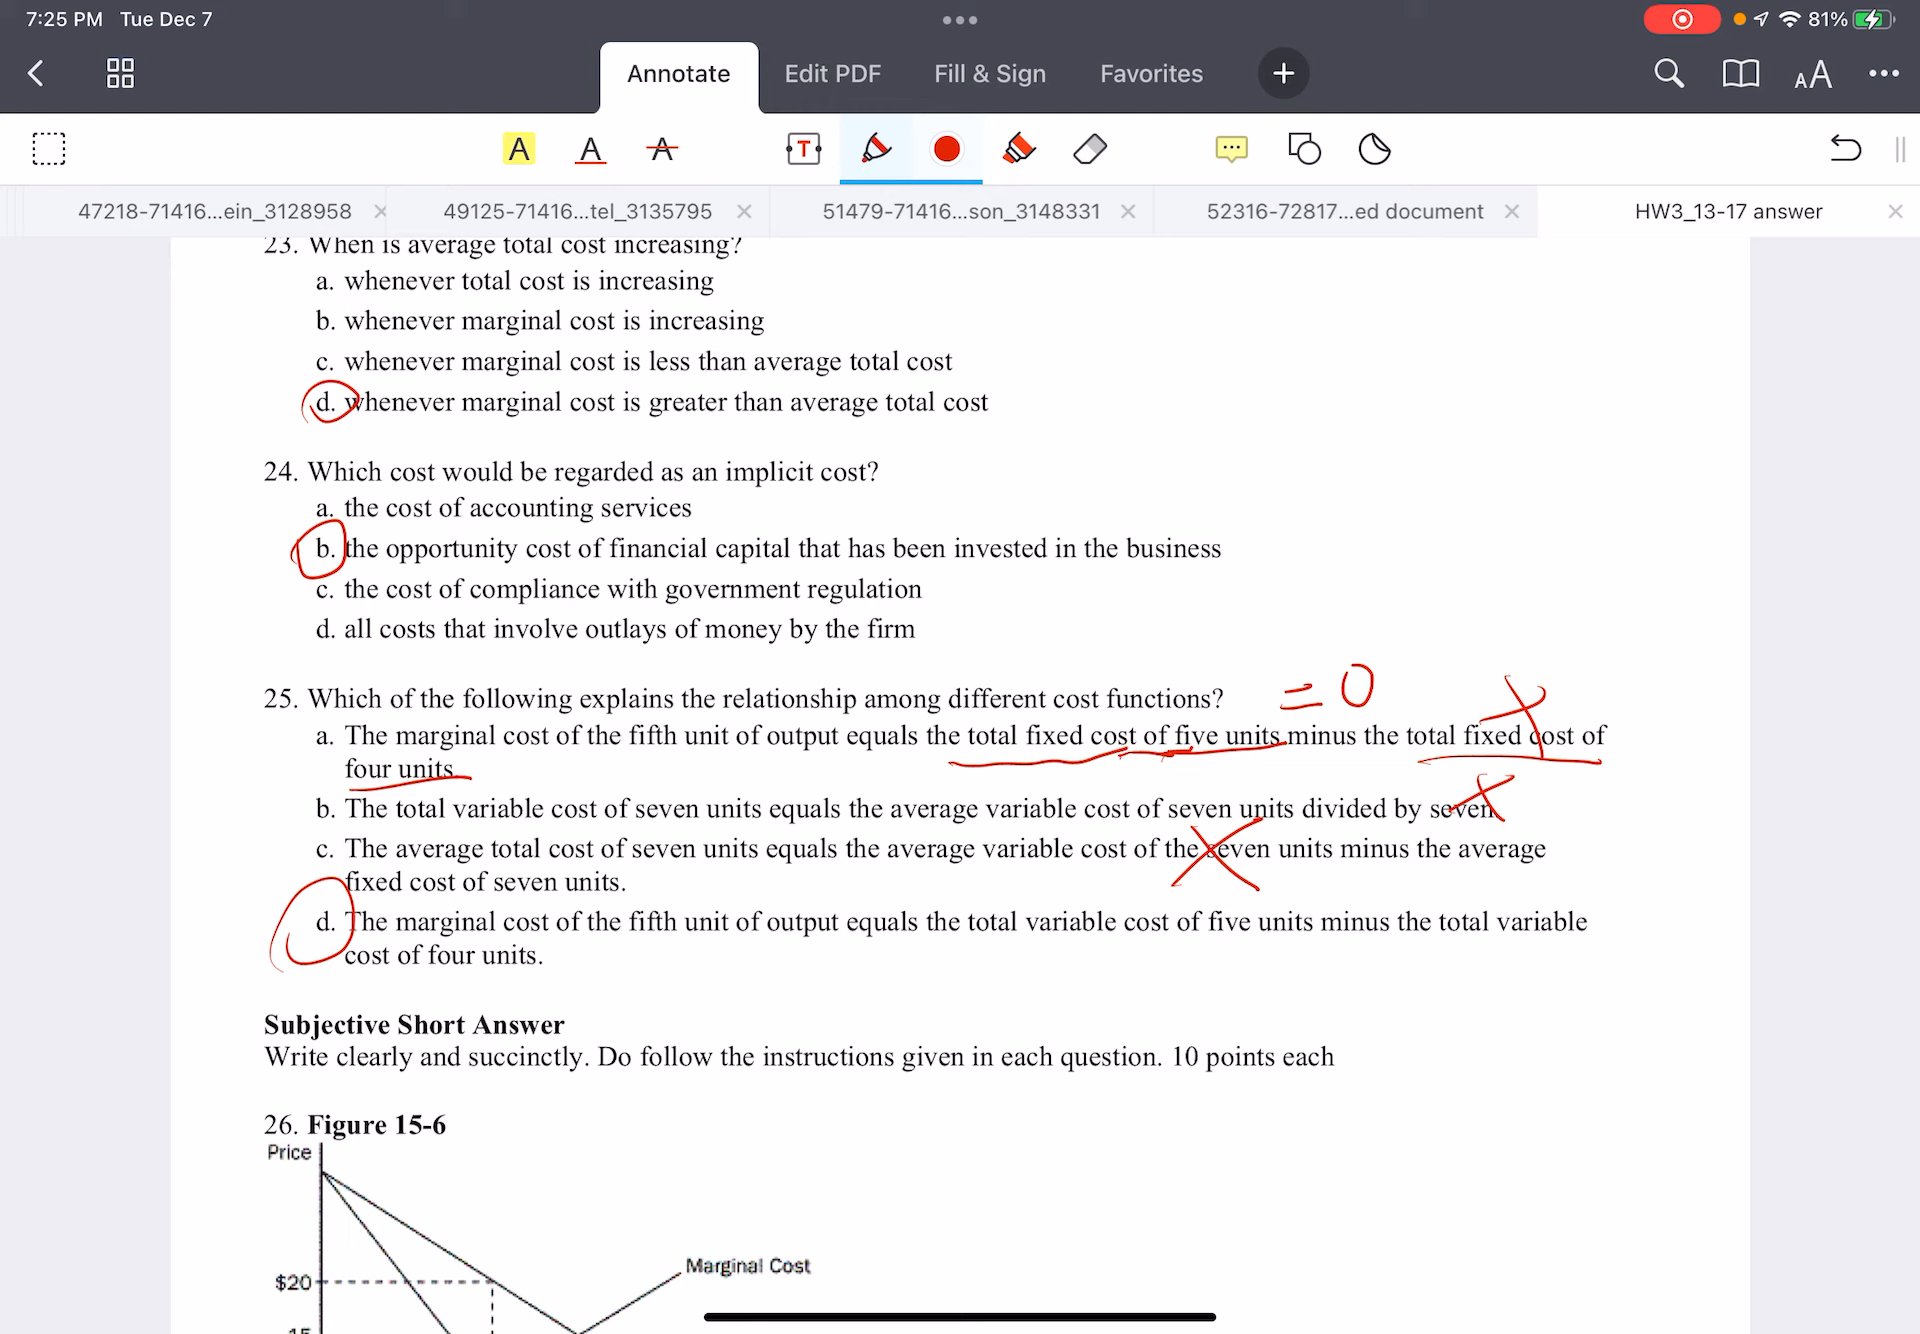 7:25 PM Tue Dec 7
81%
Annotate Edit PDF Fill & Sign Favorites
AA
A A A T
47218-71416...ein_3128958 49125-71416...tel_3135795 51479-71416...son_3148331 52316-72817...ed document HW3_13-17 answer
23. When is average total cost increasing?
a. whenever total cost is increasing
b. whenever marginal cost is increasing
c. whenever marginal cost is less than average total cost
d. whenever marginal cost is greater than average total cost
24. Which cost would be regarded as an implicit cost?
a. the cost of accounting services
b. the opportunity cost of financial capital that has been invested in the business
c. the cost of compliance with government regulation
d. all costs that involve outlays of money by the firm
25. Which of the following explains the relationship among different cost functions? = 0
a. The marginal cost of the fifth unit of output equals the total fixed cost of five units minus the total fixed cost of
four units.
b. The total variable cost of seven units equals the average variable cost of seven units divided by seven.
c. The average total cost of seven units equals the average variable cost of the seven units minus the average
fixed cost of seven units.
d. The marginal cost of the fifth unit of output equals the total variable cost of five units minus the total variable
cost of four units.
Subjective Short Answer
Write clearly and succinctly. Do follow the instructions given in each question. 10 points each
26. Figure 15-6
Price
Marginal Cost
$20
15